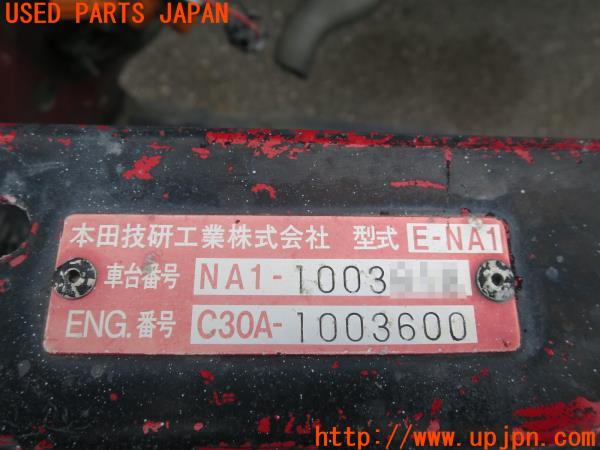 USED PARTS JAPAN
本田技研工業株式会社 型式 E-NA1
車台番号 NA1-1003
ENG.番号 C30A-1003600
http://www.upjpn.com